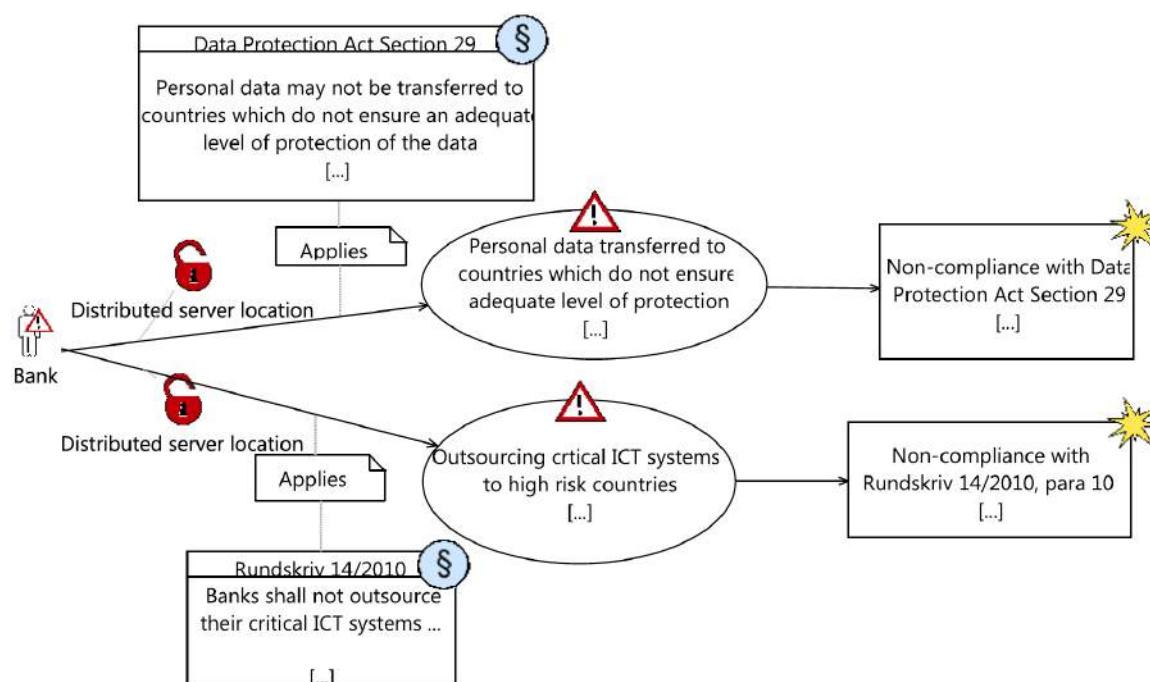 Data Protection Act Section 29
§
Personal data may not be transferred to
countries which do not ensure an adequate
level of protection of the data
[...]
Applies
Distributed server location
Personal data transferred to
countries which do not ensure
adequate level of protection
[...]
Non-compliance with Data
Protection Act Section 29
[...]
Bank
Distributed server location
Applies
Outsourcing crtical ICT systems
to high risk countries
[...]
Non-compliance with
Rundskriv 14/2010, para 10
[...]
Rundskriv 14/2010
§
Banks shall not outsource
their critical ICT systems ...
[...]